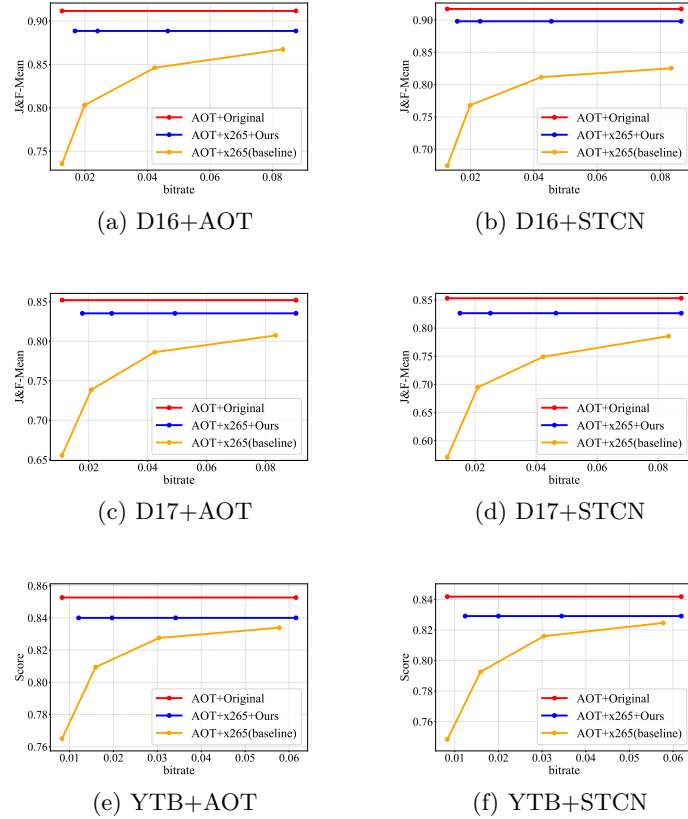 0.90
0.85
0.80
0.75
J&F-Mean
0.02
0.04
0.06
0.08
bitrate
AOT+Original
AOT+x265+Ours
AOT+x265(baseline)
(a) D16+AOT
0.90
0.85
0.80
0.75
0.70
J&F-Mean
0.02
0.04
0.06
0.08
bitrate
AOT+Original
AOT+x265+Ours
AOT+x265(baseline)
(b) D16+STCN
0.85
0.80
0.75
0.70
0.65
J&F-Mean
0.02
0.04
0.06
0.08
bitrate
AOT+Original
AOT+x265+Ours
AOT+x265(baseline)
(c) D17+AOT
0.85
0.80
0.75
0.70
0.65
0.60
J&F-Mean
0.02
0.04
0.06
0.08
bitrate
AOT+Original
AOT+x265+Ours
AOT+x265(baseline)
(d) D17+STCN
0.86
0.84
0.82
0.80
0.78
0.76
Score
0.01
0.02
0.03
0.04
0.05
0.06
bitrate
AOT+Original
AOT+x265+Ours
AOT+x265(baseline)
(e) YTB+AOT
0.84
0.82
0.80
0.78
0.76
Score
0.01
0.02
0.03
0.04
0.05
0.06
bitrate
AOT+Original
AOT+x265+Ours
AOT+x265(baseline)
(f) YTB+STCN